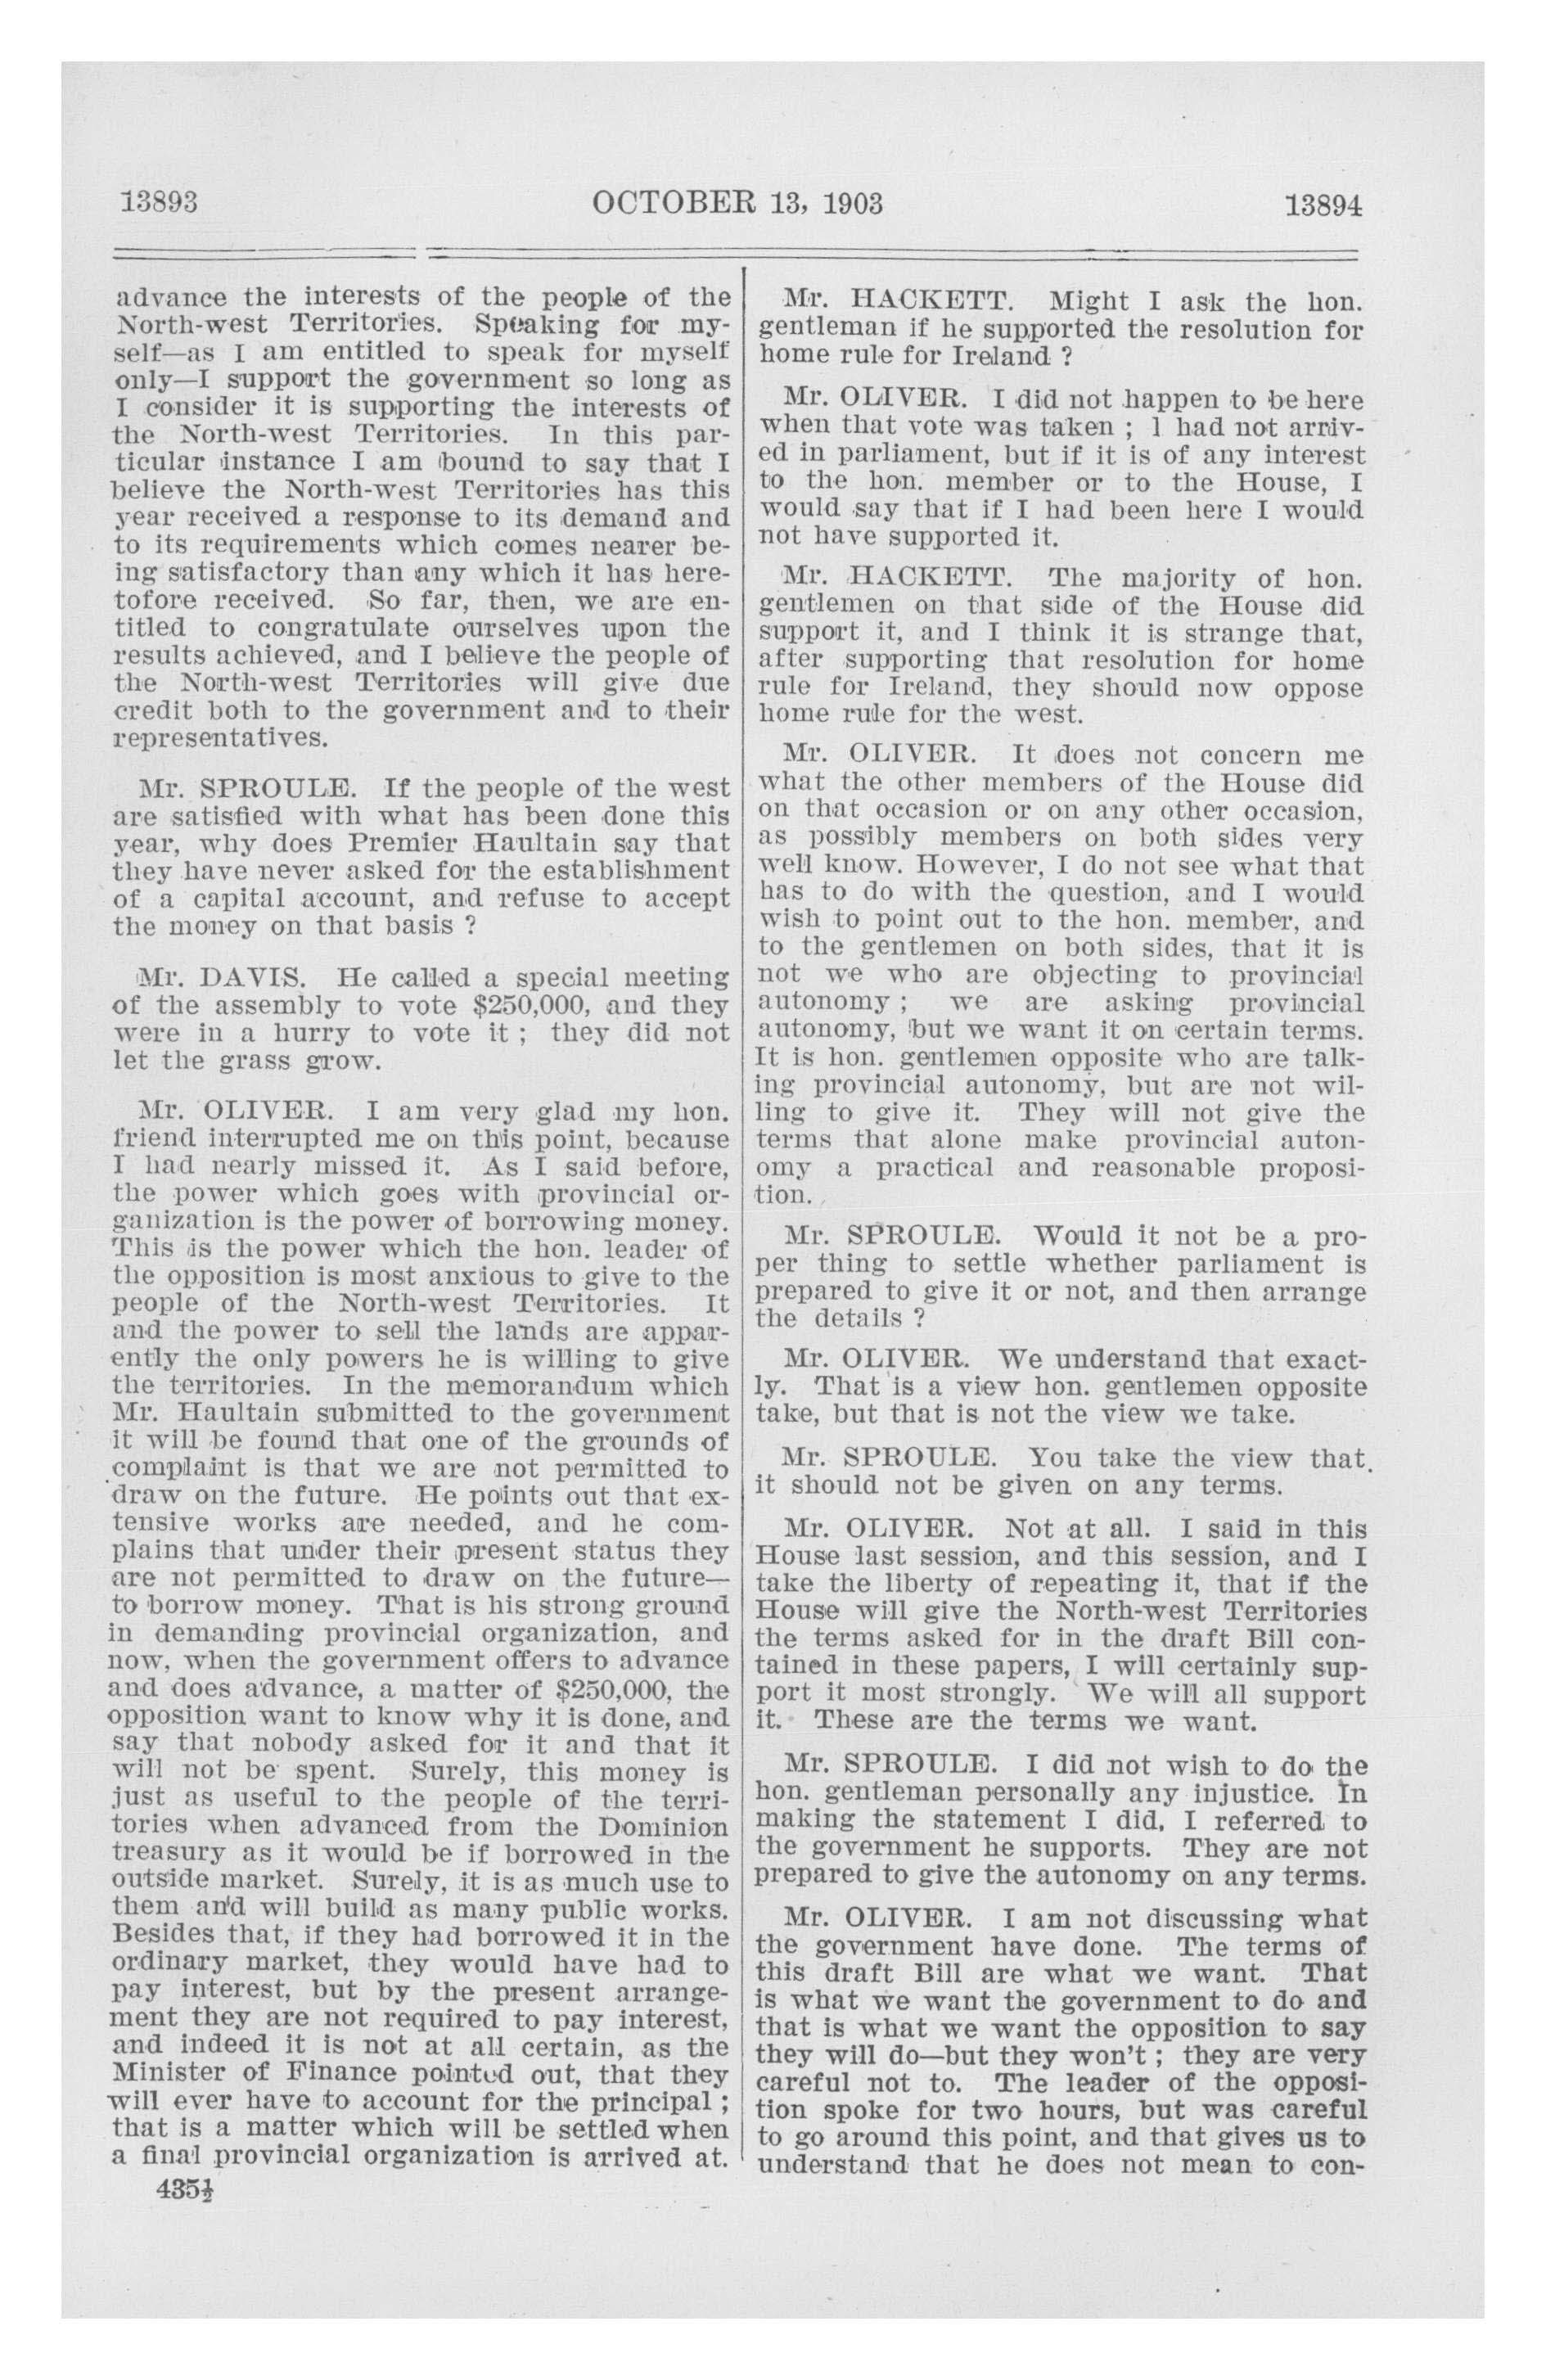 13893
OCTOBER 13, 1903
13894
advance the interests of the people of the
North-west Territories. Speaking for my-
self—as I am entitled to speak for myself
only—I support the government so long as
I consider it is supporting the interests of
the North-west Territories. In this par-
ticular instance I am bound to say that I
believe the North-west Territories has this
year received a response to its demand and
to its requirements which comes nearer be-
ing satisfactory than any which it has here-
tofore received. So far, then, we are en-
titled to congratulate ourselves upon the
results achieved, and I believe the people of
the North-west Territories will give due
credit both to the government and to their
representatives.
Mr. SPROULE. If the people of the west
are satisfied with what has been done this
year, why does Premier Haultain say that
they have never asked for the establishment
of a capital account, and refuse to accept
the money on that basis ?
Mr. DAVIS. He called a special meeting
of the assembly to vote $250,000, and they
were in a hurry to vote it ; they did not
let the grass grow.
Mr. OLIVER. I am very glad my hon.
friend interrupted me on this point, because
I had nearly missed it. As I said before,
the power which goes with provincial or-
ganization is the power of borrowing money.
This is the power which the hon. leader of
the opposition is most anxious to give to the
people of the North-west Territories. It
and the power to sell the lands are appar-
ently the only powers he is willing to give
the territories. In the memorandum which
Mr. Haultain submitted to the government
it will be found that one of the grounds of
complaint is that we are not permitted to
draw on the future. He points out that ex-
tensive works are needed, and he com-
plains that under their present status they
are not permitted to draw on the future—
to borrow money. That is his strong ground
in demanding provincial organization, and
now, when the government offers to advance
and does advance, a matter of $250,000, the
opposition want to know why it is done, and
say that nobody asked for it and that it
will not be spent. Surely, this money is
just as useful to the people of the terri-
tories when advanced from the Dominion
treasury as it would be if borrowed in the
outside market. Surely, it is as much use to
them and will build as many public works.
Besides that, if they had borrowed it in the
ordinary market, they would have had to
pay interest, but by the present arrange-
ment they are not required to pay interest,
and indeed it is not at all certain, as the
Minister of Finance pointed out, that they
will ever have to account for the principal ;
that is a matter which will be settled when
a final provincial organization is arrived at.
435½
Mr. HACKETT. Might I ask the hon.
gentleman if he supported the resolution for
home rule for Ireland ?
Mr. OLIVER. I did not happen to be here
when that vote was taken ; I had not arriv-
ed in parliament, but if it is of any interest
to the hon. member or to the House, I
would say that if I had been here I would
not have supported it.
Mr. HACKETT. The majority of hon.
gentlemen on that side of the House did
support it, and I think it is strange that,
after supporting that resolution for home
rule for Ireland, they should now oppose
home rule for the west.
Mr. OLIVER. It does not concern me
what the other members of the House did
on that occasion or on any other occasion,
as possibly members on both sides very
well know. However, I do not see what that
has to do with the question, and I would
wish to point out to the hon. member, and
to the gentlemen on both sides, that it is
not we who are objecting to provincial
autonomy ; we are asking provincial
autonomy, but we want it on certain terms.
It is hon. gentlemen opposite who are talk-
ing provincial autonomy, but are not wil-
ling to give it. They will not give the
terms that alone make provincial auton-
omy a practical and reasonable proposi-
tion.
Mr. SPROULE. Would it not be a pro-
per thing to settle whether parliament is
prepared to give it or not, and then arrange
the details ?
Mr. OLIVER. We understand that exact-
ly. That is a view hon. gentlemen opposite
take, but that is not the view we take.
Mr. SPROULE. You take the view that
it should not be given on any terms.
Mr. OLIVER. Not at all. I said in this
House last session, and this session, and I
take the liberty of repeating it, that if the
House will give the North-west Territories
the terms asked for in the draft Bill con-
tained in these papers, I will certainly sup-
port it most strongly. We will all support
it. These are the terms we want.
Mr. SPROULE. I did not wish to do the
hon. gentleman personally any injustice. In
making the statement I did, I referred to
the government he supports. They are not
prepared to give the autonomy on any terms.
Mr. OLIVER. I am not discussing what
the government have done. The terms of
this draft Bill are what we want. That
is what we want the government to do and
that is what we want the opposition to say
they will do—but they won't ; they are very
careful not to. The leader of the opposi-
tion spoke for two hours, but was careful
to go around this point, and that gives us to
understand that he does not mean to con-